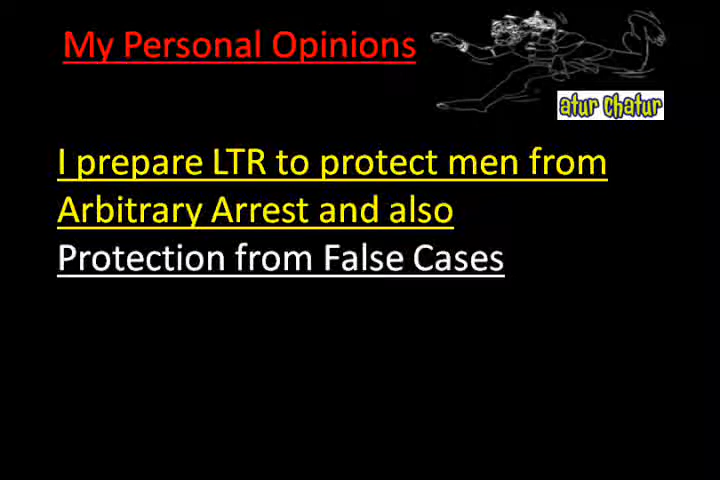 My Personal Opinions
atur chatur
I prepare LTR to protect men from
Arbitrary Arrest and also
Protection from False Cases